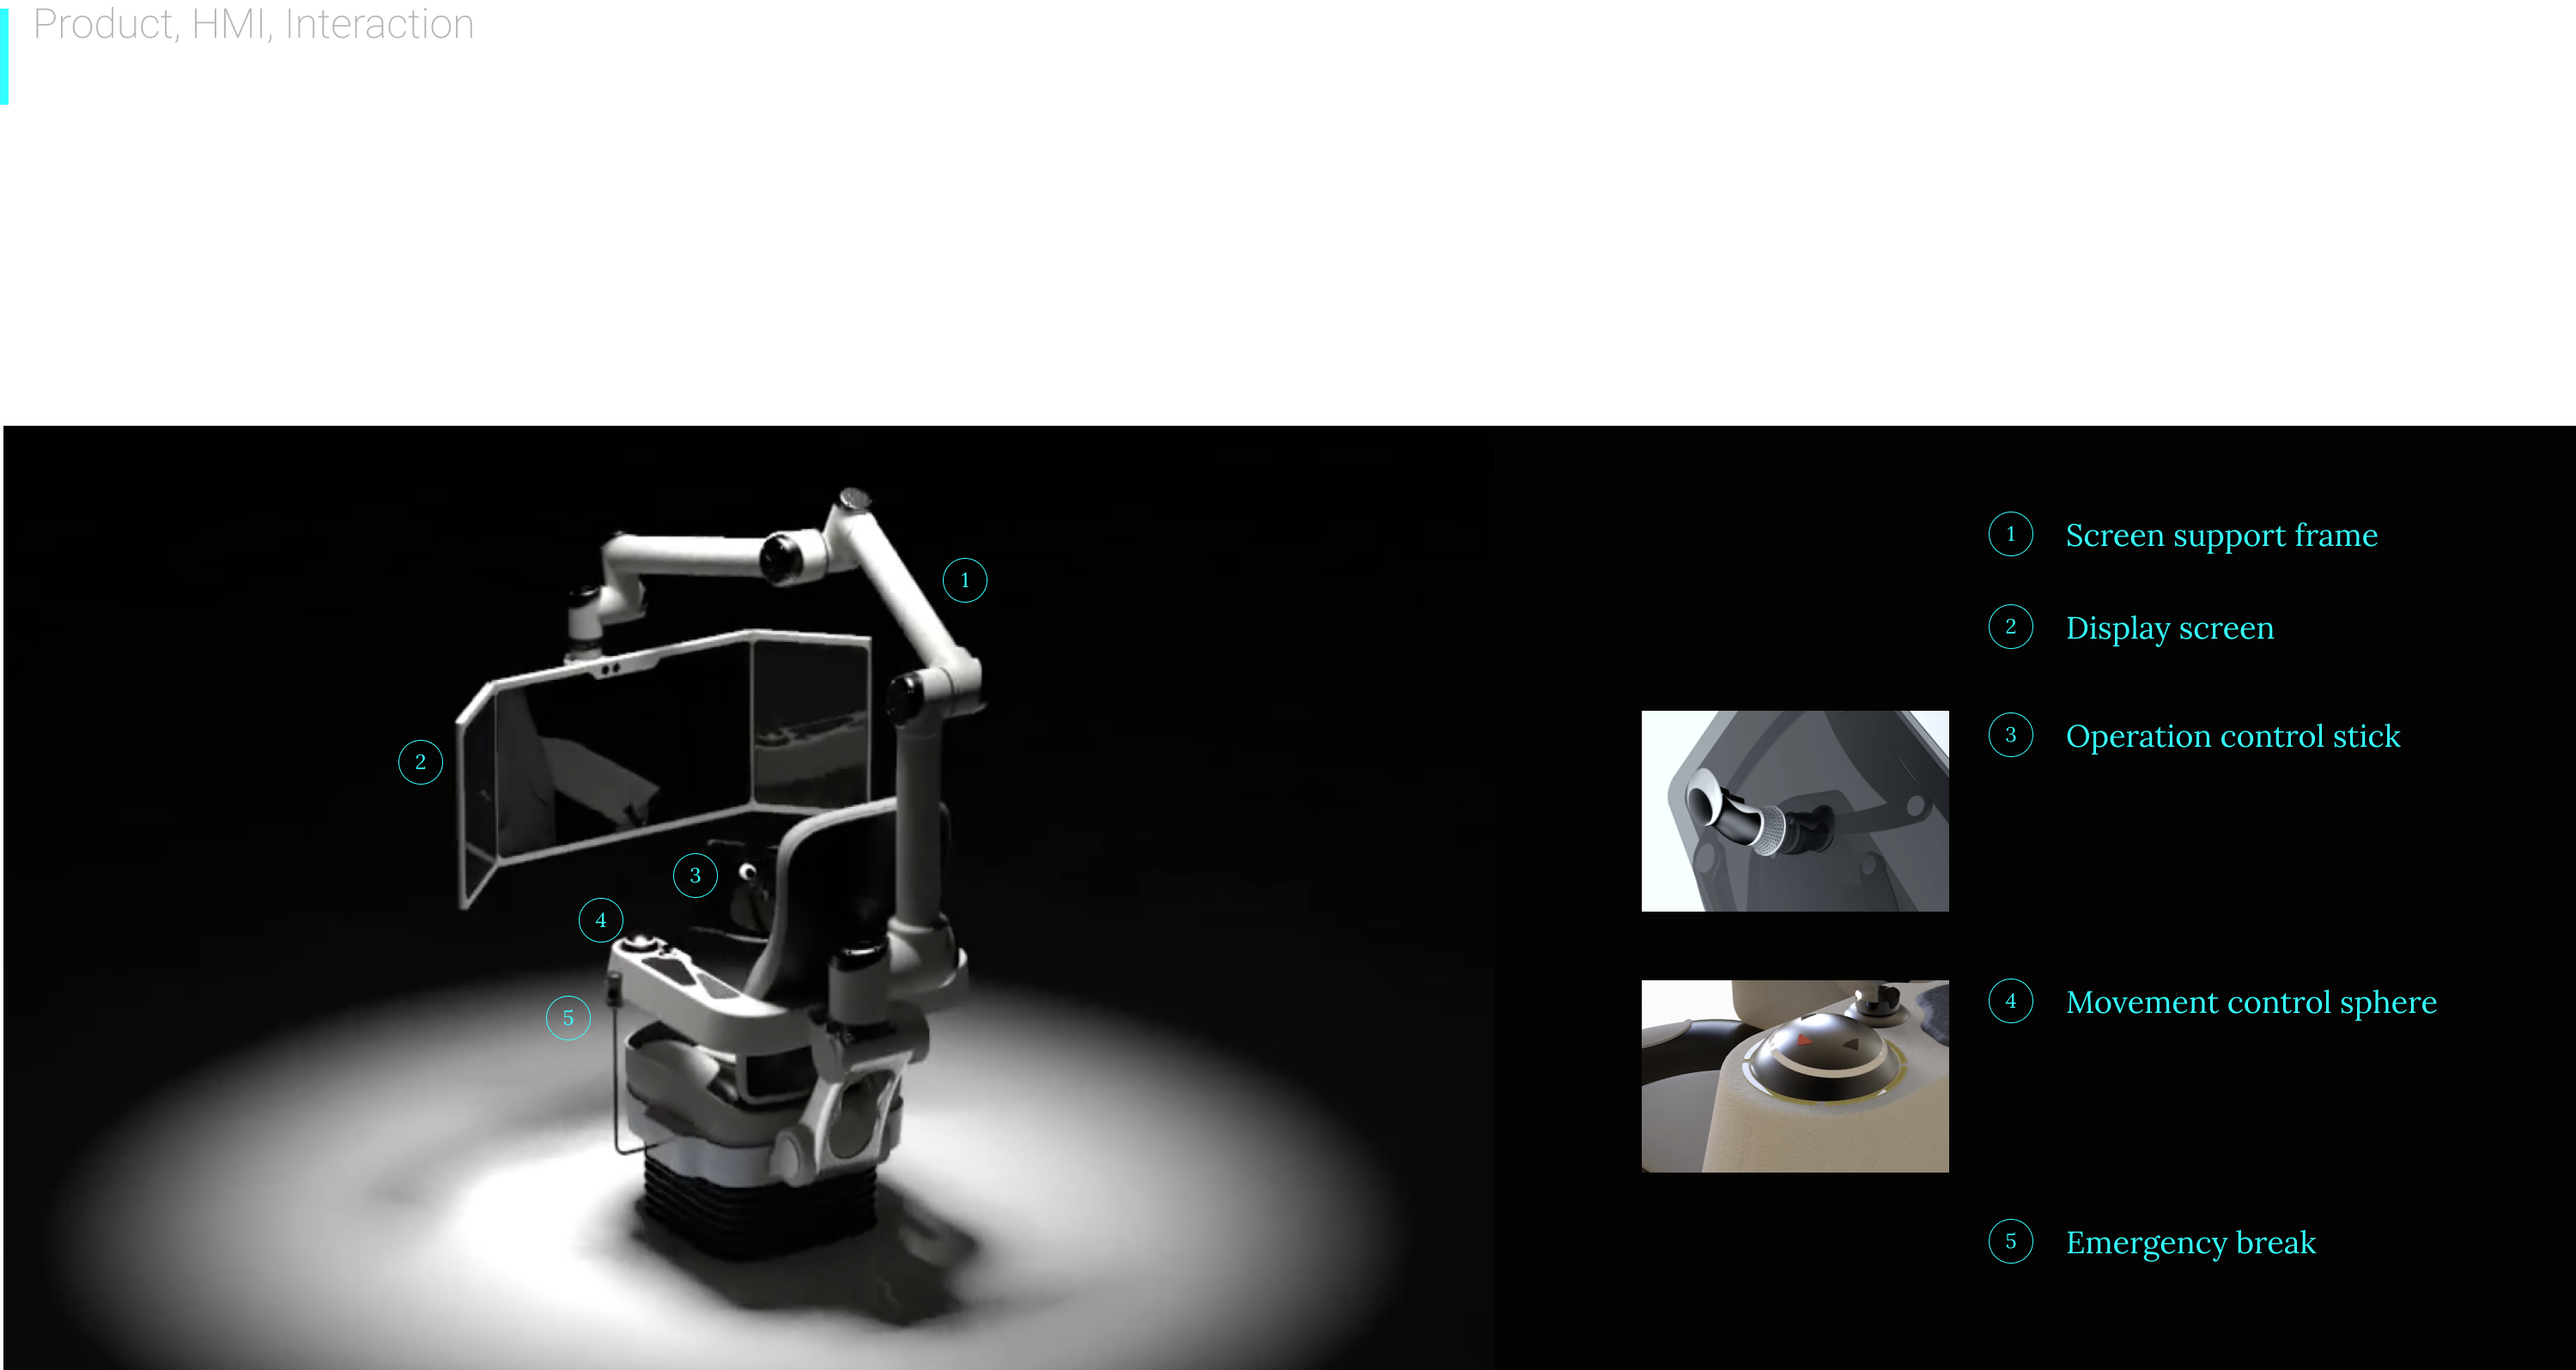 Product, HMI, Interaction
1
2
3
4
5
1 Screen support frame
2 Display screen
3 Operation control stick
4 Movement control sphere
5 Emergency break